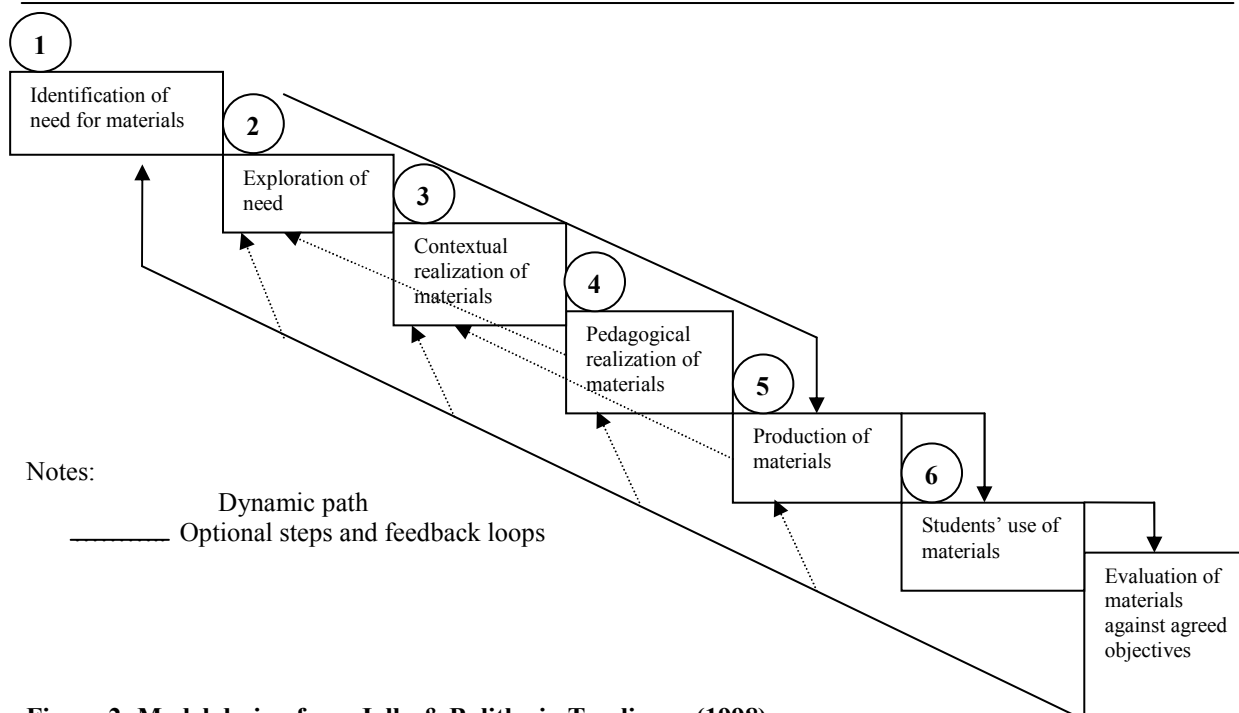 1
Identification of
need for materials
2
Exploration of
need
3
Contextual
realization of
materials
4
Pedagogical
realization of
materials
5
Production of
materials
6
Students’ use of
materials
Evaluation of
materials
against agreed
objectives
Notes:
Dynamic path
Optional steps and feedback loops